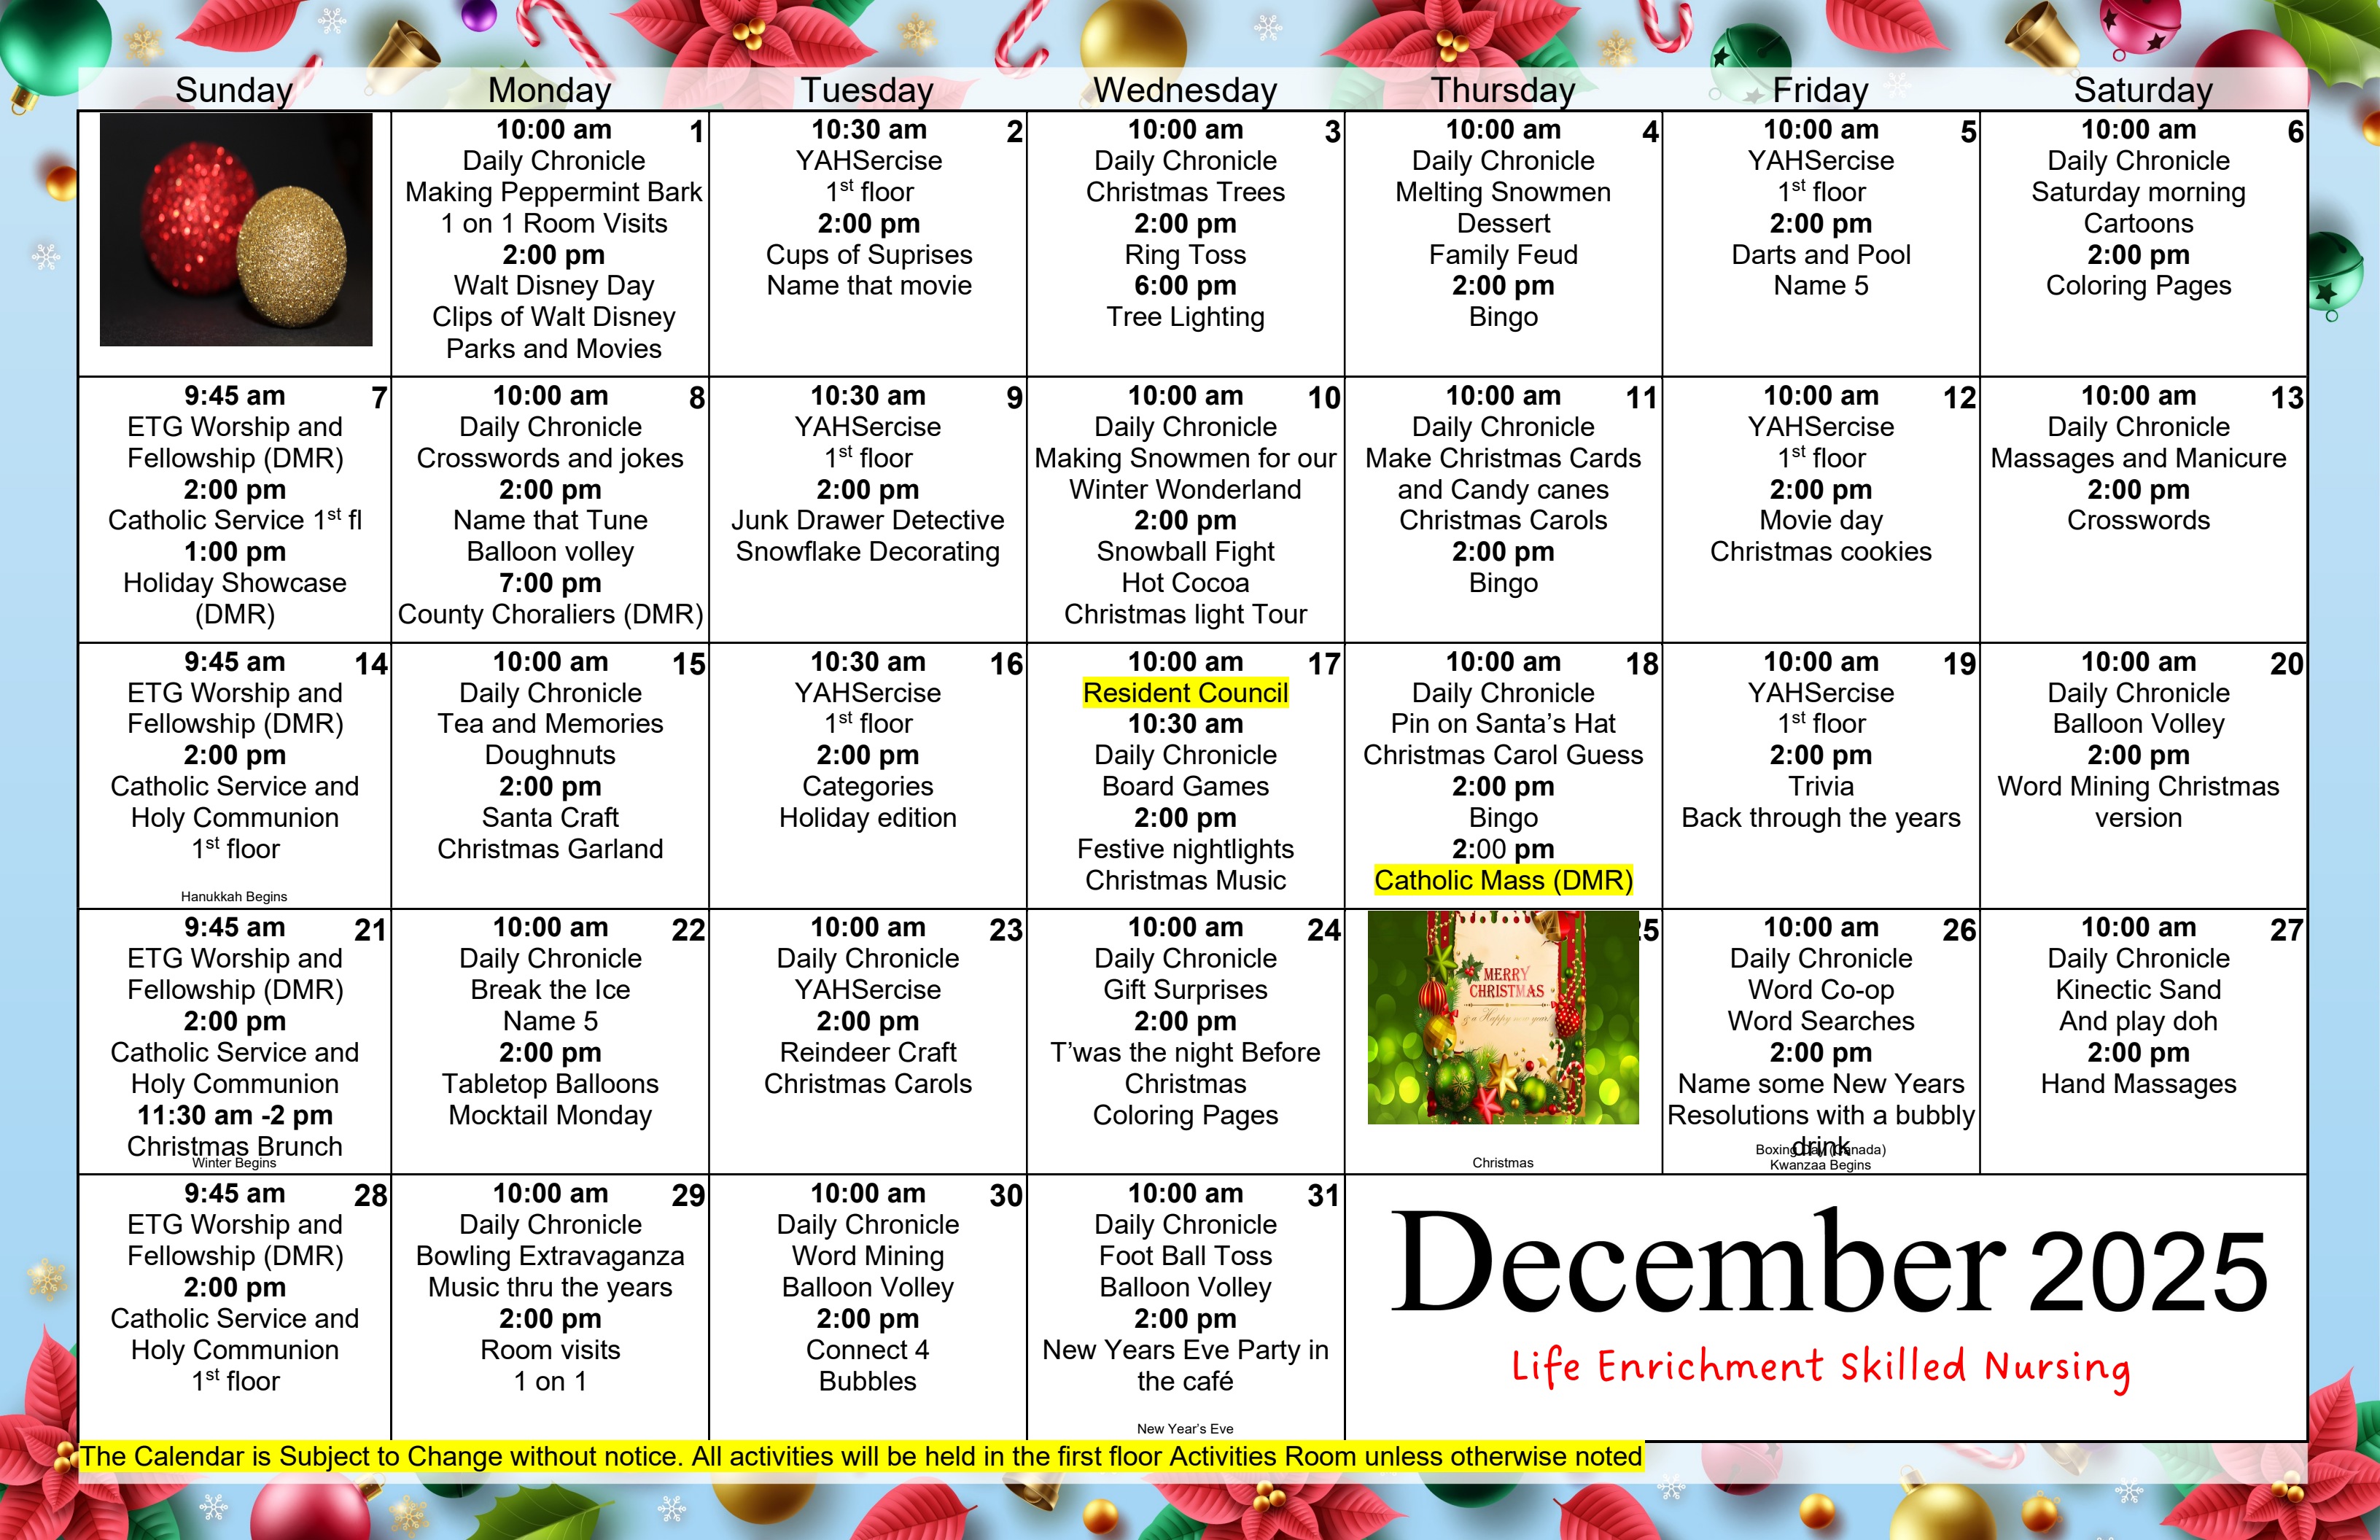 Sunday Monday Tuesday Wednesday Thursday Friday Saturday
10:00 am 1
Daily Chronicle
Making Peppermint Bark
1 on 1 Room Visits
2:00 pm
Walt Disney Day
Clips of Walt Disney
Parks and Movies
10:30 am 2
YAHSercise
1st floor
2:00 pm
Cups of Suprises
Name that movie
10:00 am 3
Daily Chronicle
Christmas Trees
2:00 pm
Ring Toss
6:00 pm
Tree Lighting
10:00 am 4
Daily Chronicle
Melting Snowmen
Dessert
Family Feud
2:00 pm
Bingo
10:00 am 5
YAHSercise
1st floor
2:00 pm
Darts and Pool
Name 5
10:00 am 6
Daily Chronicle
Saturday morning
Cartoons
2:00 pm
Coloring Pages
9:45 am 7
ETG Worship and
Fellowship (DMR)
2:00 pm
Catholic Service 1st fl
1:00 pm
Holiday Showcase
(DMR)
10:00 am 8
Daily Chronicle
Crosswords and jokes
2:00 pm
Name that Tune
Balloon volley
7:00 pm
County Choraliers (DMR)
10:30 am 9
YAHSercise
1st floor
2:00 pm
Junk Drawer Detective
Snowflake Decorating
10:00 am 10
Daily Chronicle
Making Snowmen for our
Winter Wonderland
2:00 pm
Snowball Fight
Hot Cocoa
Christmas light Tour
10:00 am 11
Daily Chronicle
Make Christmas Cards
and Candy canes
Christmas Carols
2:00 pm
Bingo
10:00 am 12
YAHSercise
1st floor
2:00 pm
Movie day
Christmas cookies
10:00 am 13
Daily Chronicle
Massages and Manicure
2:00 pm
Crosswords
9:45 am 14
ETG Worship and
Fellowship (DMR)
2:00 pm
Catholic Service and
Holy Communion
1st floor
Hanukkah Begins
10:00 am 15
Daily Chronicle
Tea and Memories
Doughnuts
2:00 pm
Santa Craft
Christmas Garland
10:30 am 16
YAHSercise
1st floor
2:00 pm
Categories
Holiday edition
10:00 am 17
Resident Council
10:30 am
Daily Chronicle
Board Games
2:00 pm
Festive nightlights
Christmas Music
10:00 am 18
Daily Chronicle
Pin on Santa’s Hat
Christmas Carol Guess
2:00 pm
Bingo
2:00 pm
Catholic Mass (DMR)
10:00 am 19
YAHSercise
1st floor
2:00 pm
Trivia
Back through the years
10:00 am 20
Daily Chronicle
Balloon Volley
2:00 pm
Word Mining Christmas
version
9:45 am 21
ETG Worship and
Fellowship (DMR)
2:00 pm
Catholic Service and
Holy Communion
11:30 am -2 pm
Christmas Brunch
Winter Begins
10:00 am 22
Daily Chronicle
Break the Ice
Name 5
2:00 pm
Tabletop Balloons
Mocktail Monday
10:00 am 23
Daily Chronicle
YAHSercise
2:00 pm
Reindeer Craft
Christmas Carols
10:00 am 24
Daily Chronicle
Gift Surprises
2:00 pm
T’was the night Before
Christmas
Coloring Pages
25
MERRY
CHRISTMAS
& a Happy new year!
Christmas
10:00 am 26
Daily Chronicle
Word Co-op
Word Searches
2:00 pm
Name some New Years
Resolutions with a bubbly
drink
Boxing Day (Canada)
Kwanzaa Begins
10:00 am 27
Daily Chronicle
Kinectic Sand
And play doh
2:00 pm
Hand Massages
9:45 am 28
ETG Worship and
Fellowship (DMR)
2:00 pm
Catholic Service and
Holy Communion
1st floor
10:00 am 29
Daily Chronicle
Bowling Extravaganza
Music thru the years
2:00 pm
Room visits
1 on 1
10:00 am 30
Daily Chronicle
Word Mining
Balloon Volley
2:00 pm
Connect 4
Bubbles
10:00 am 31
Daily Chronicle
Foot Ball Toss
Balloon Volley
2:00 pm
New Years Eve Party in
the café
New Year’s Eve
December 2025
Life Enrichment Skilled Nursing
The Calendar is Subject to Change without notice. All activities will be held in the first floor Activities Room unless otherwise noted